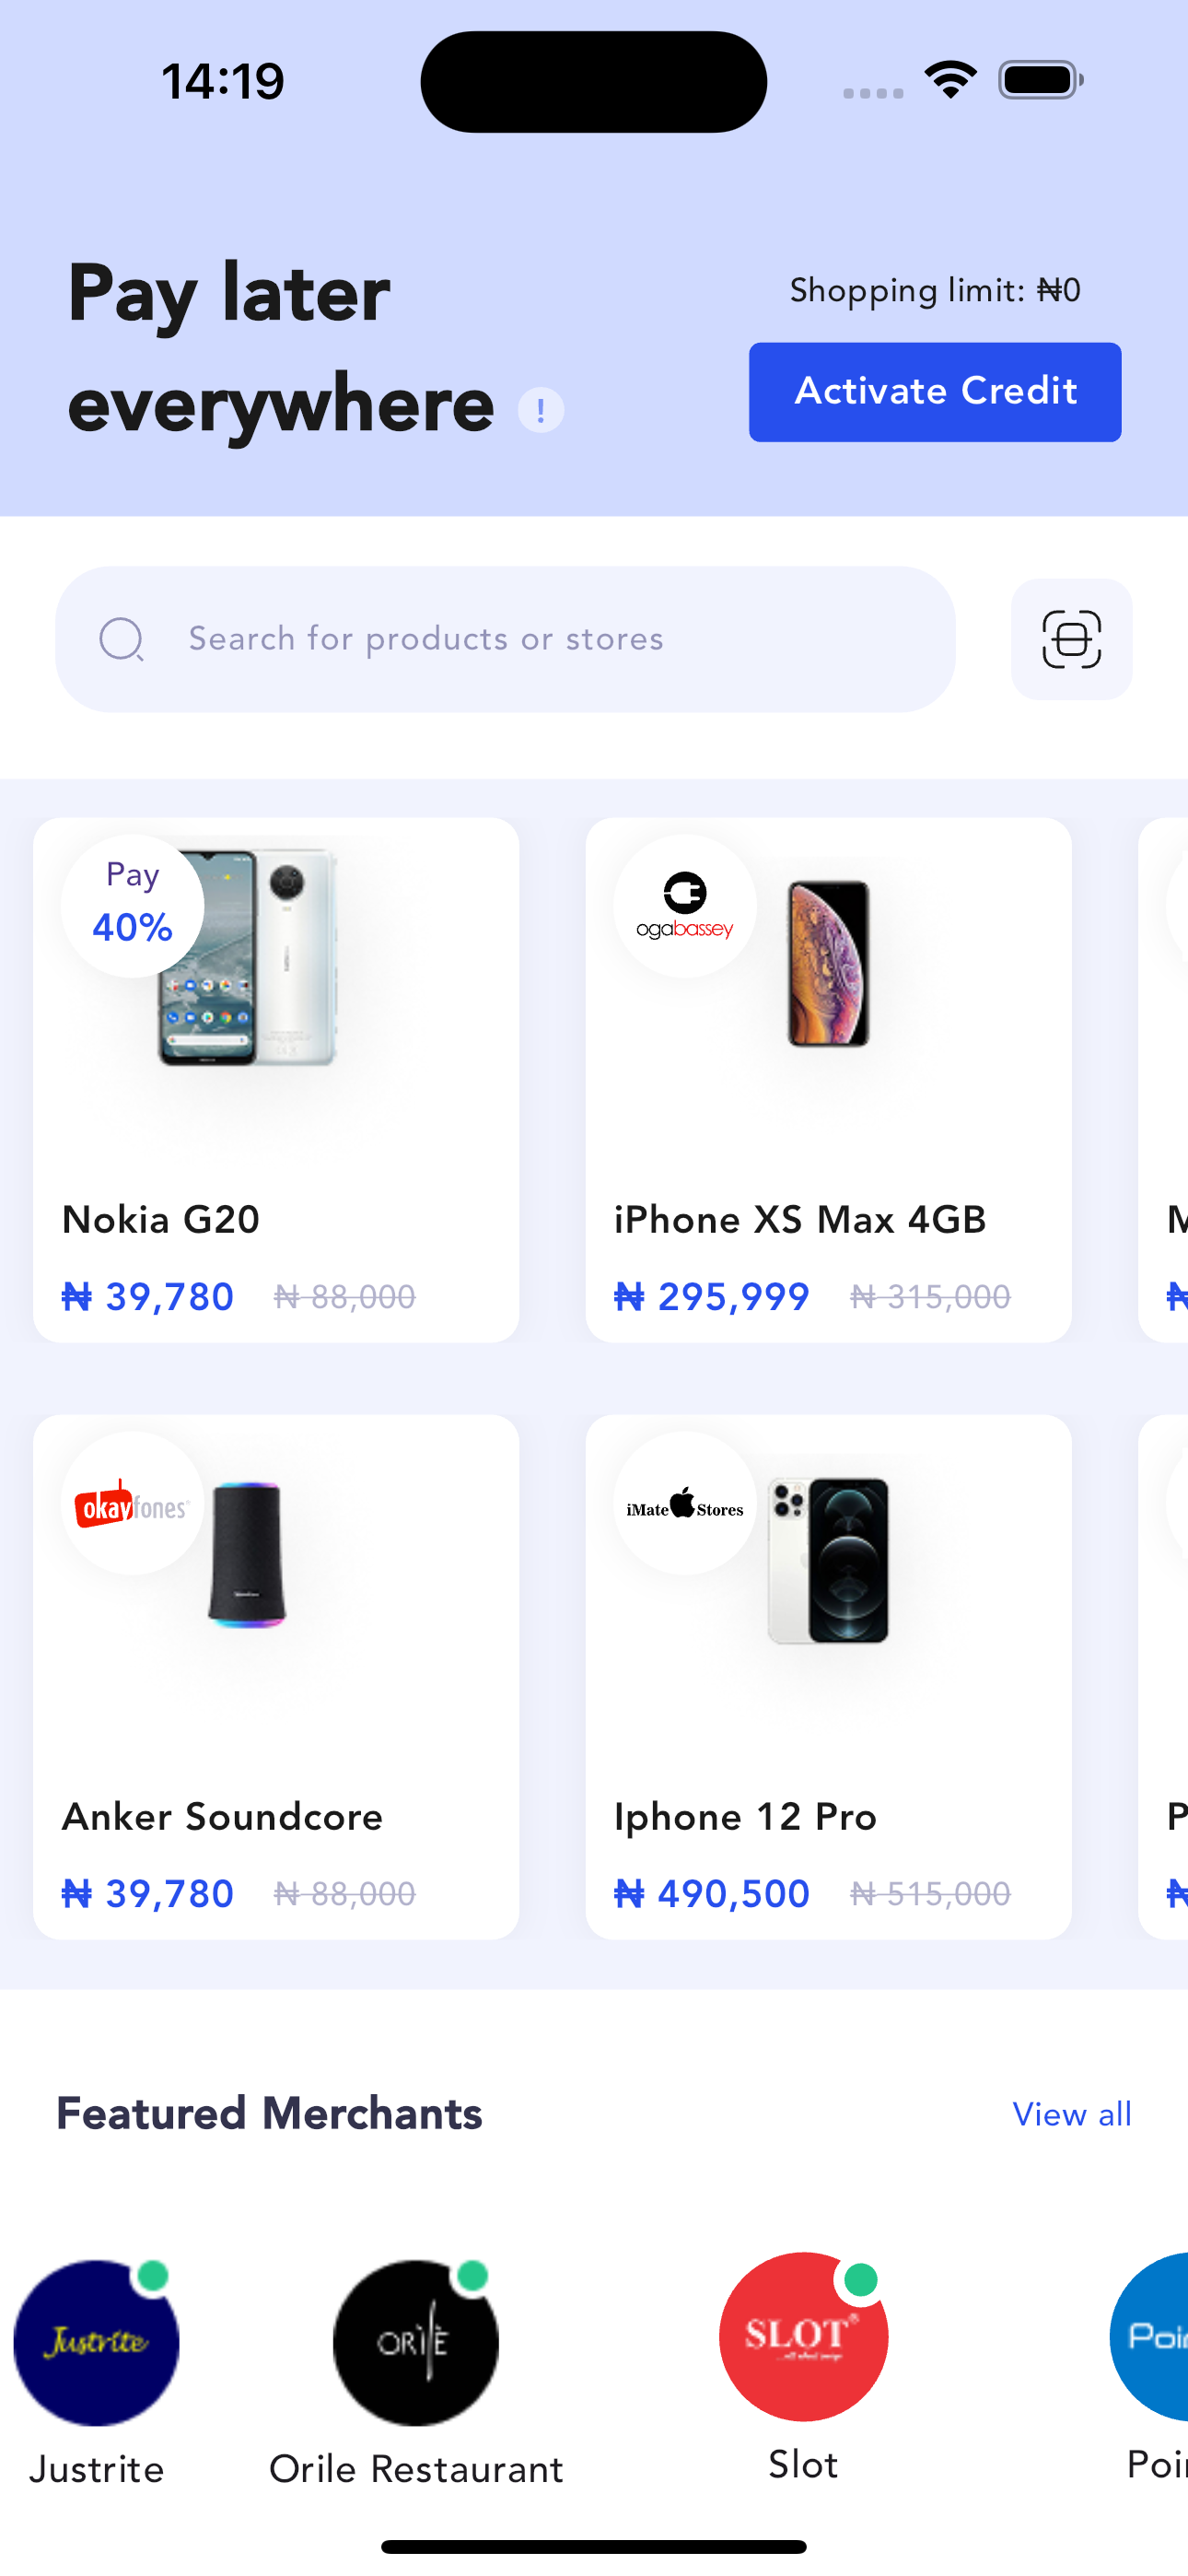 14:19
Pay later
everywhere !
Shopping limit: ₦0
Activate Credit
Search for products or stores
Pay
40%
ogabassey
Nokia G20
₦ 39,780 ₦ 88,000
iPhone XS Max 4GB
₦ 295,999 ₦ 315,000
M
₦
okayfones
iMate Stores
Anker Soundcore
₦ 39,780 ₦ 88,000
Iphone 12 Pro
₦ 490,500 ₦ 515,000
P
₦
Featured Merchants
View all
Justrite
ORILÈ
SLOT®
Poin
Justrite
Orile Restaurant
Slot
Poin